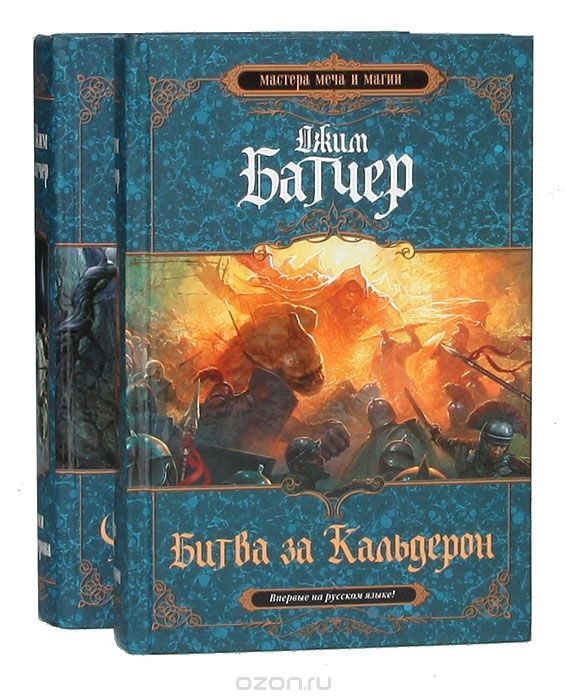 мастера меча и магии
Джим
Батчер
Битва за Кальдерон
Впервые на русском языке!
ozon.ru